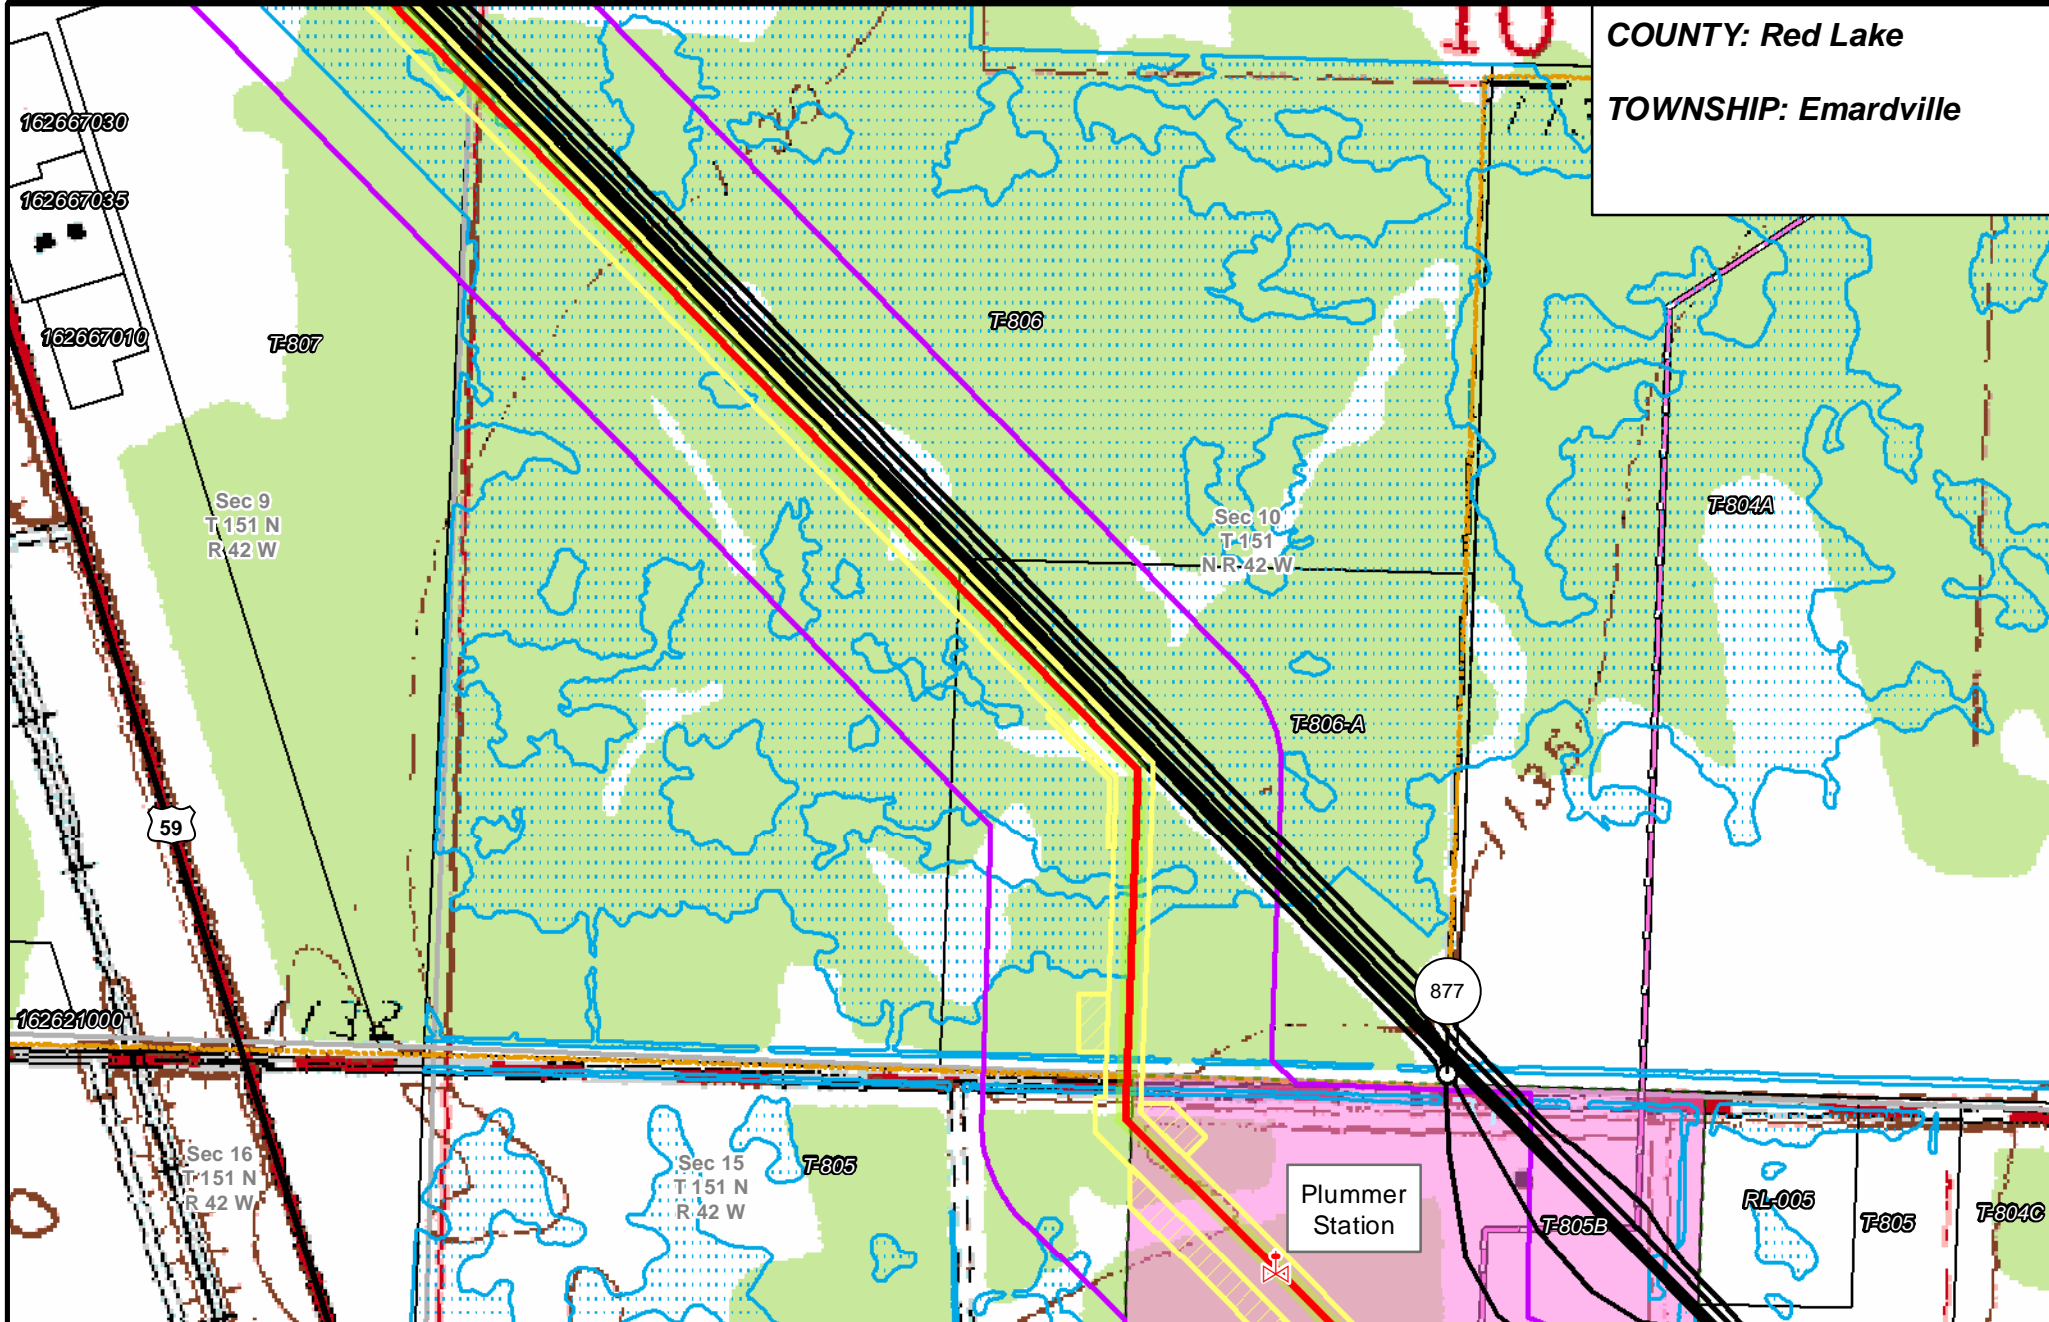 10
COUNTY: Red Lake
TOWNSHIP: Emardville
162667030
162667035
162667010
T-807
T-806
Sec 9
T 151 N
R 42 W
Sec 10
T 151
N R 42 W
T-804A
T-806-A
59
877
162621000
1132
Sec 16
T 151 N
R 42 W
Sec 15
T 151 N
R 42 W
T-805
Plummer
Station
T-805B
RL-005
T-805
T-804C